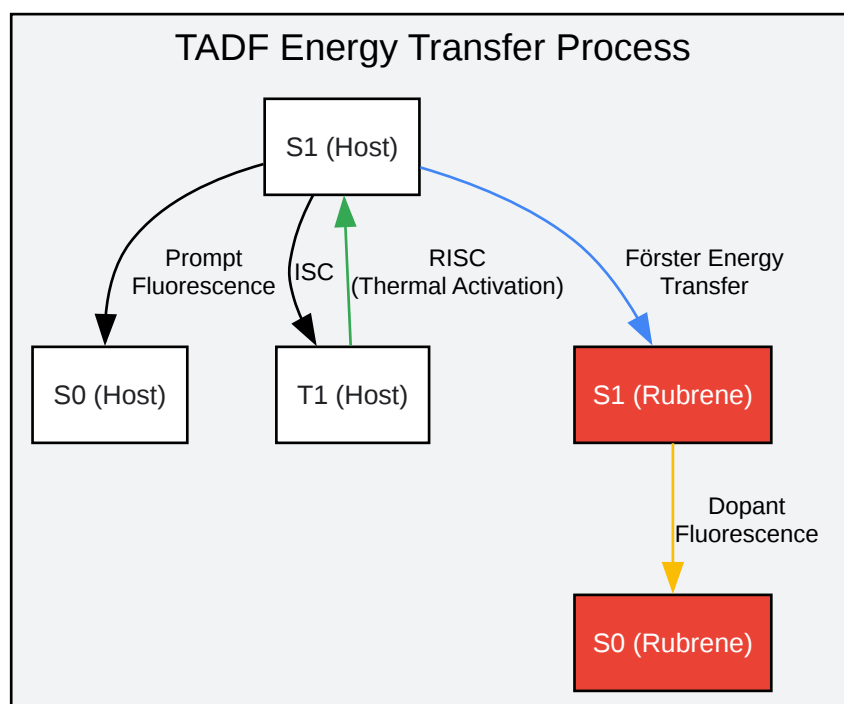 TADF Energy Transfer Process
S1 (Host)
Prompt
Fluorescence
ISC
RISC
(Thermal Activation)
Förster Energy
Transfer
S0 (Host)
T1 (Host)
S1 (Rubrene)
Dopant
Fluorescence
S0 (Rubrene)